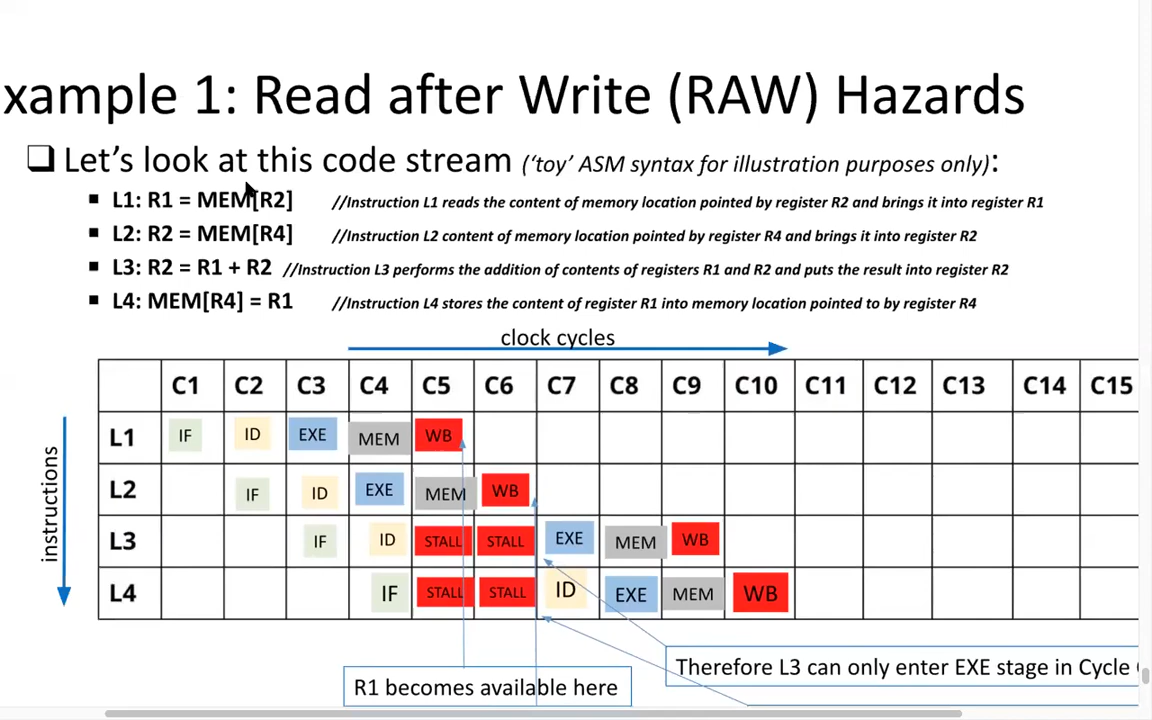 xample 1: Read after Write (RAW) Hazards
❑ Let's look at this code stream ('toy' ASM syntax for illustration purposes only):
▪ L1: R1 = MEM[R2] //Instruction L1 reads the content of memory location pointed by register R2 and brings it into register R1
▪ L2: R2 = MEM[R4] //Instruction L2 content of memory location pointed by register R4 and brings it into register R2
▪ L3: R2 = R1 + R2 //Instruction L3 performs the addition of contents of registers R1 and R2 and puts the result into register R2
▪ L4: MEM[R4] = R1 //Instruction L4 stores the content of register R1 into memory location pointed to by register R4
clock cycles
C1 C2 C3 C4 C5 C6 C7 C8 C9 C10 C11 C12 C13 C14 C15
instructions
L1 IF ID EXE MEM WB
L2 IF ID EXE MEM WB
L3 IF ID STALL STALL EXE MEM WB
L4 IF STALL STALL ID EXE MEM WB
Therefore L3 can only enter EXE stage in Cycle
R1 becomes available here